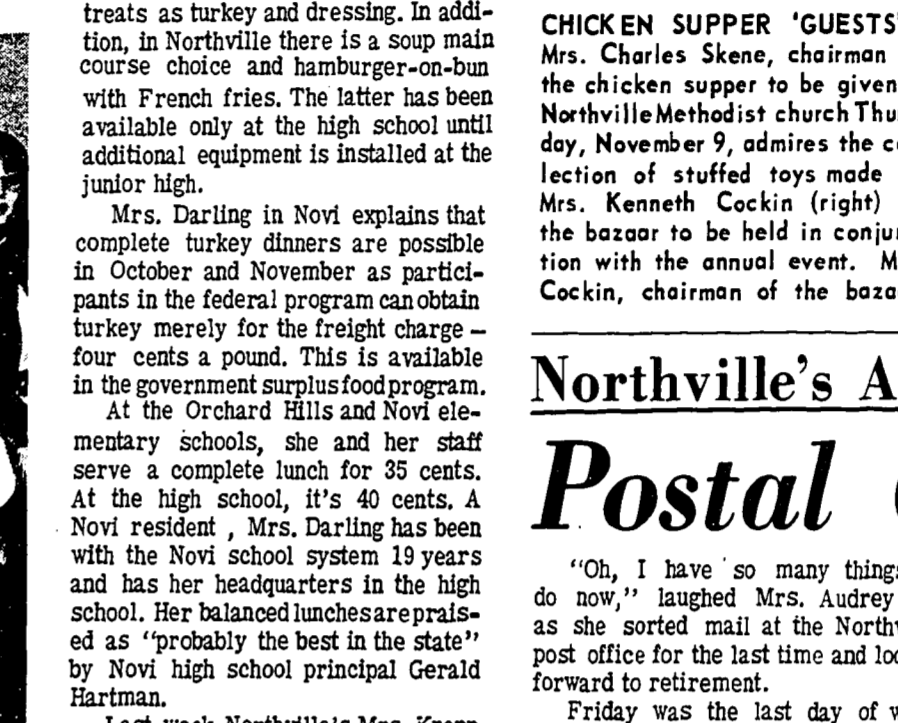 treats as turkey and dressing. In addi-
tion, in Northville there is a soup main
course choice and hamburger-on-bun
with French fries. The latter has been
available only at the high school until
additional equipment is installed at the
junior high.
Mrs. Darling in Novi explains that
complete turkey dinners are possible
in October and November as partici-
pants in the federal program can obtain
turkey merely for the freight charge —
four cents a pound. This is available
in the government surplus food program.
At the Orchard Hills and Novi ele-
mentary schools, she and her staff
serve a complete lunch for 35 cents.
At the high school, it's 40 cents. A
Novi resident , Mrs. Darling has been
with the Novi school system 19 years
and has her headquarters in the high
school. Her balanced lunches are prais-
ed as "probably the best in the state"
by Novi high school principal Gerald
Hartman.
Last week Northville's Mrs.
CHICKEN SUPPER 'GUESTS'
Mrs. Charles Skene, chairman
the chicken supper to be given
Northville Methodist church Thu
day, November 9, admires the c
lection of stuffed toys made
Mrs. Kenneth Cockin (right)
the bazaar to be held in conju
tion with the annual event. M
Cockin, chairman of the baza
Northville's A
Postal
"Oh, I have so many things
do now," laughed Mrs. Audrey
as she sorted mail at the North
post office for the last time and loo
forward to retirement.
Friday was the last day of